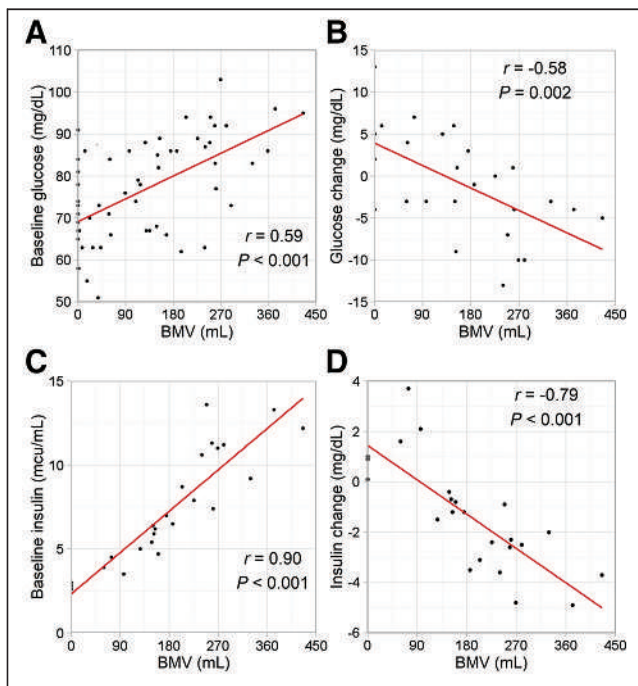 A
110
100
90
80
70
60
50
Baseline glucose (mg/dL)
r = 0.59
P < 0.001
0 90 180 270 360 450
BMV (mL)
B
15
10
5
0
-5
-10
-15
Glucose change (mg/dL)
r = -0.58
P = 0.002
0 90 180 270 360 450
BMV (mL)
C
15
10
5
0
Baseline insulin (mcu/mL)
r = 0.90
P < 0.001
0 90 180 270 360 450
BMV (mL)
D
4
2
0
-2
-4
-6
Insulin change (mg/dL)
r = -0.79
P < 0.001
0 90 180 270 360 450
BMV (mL)